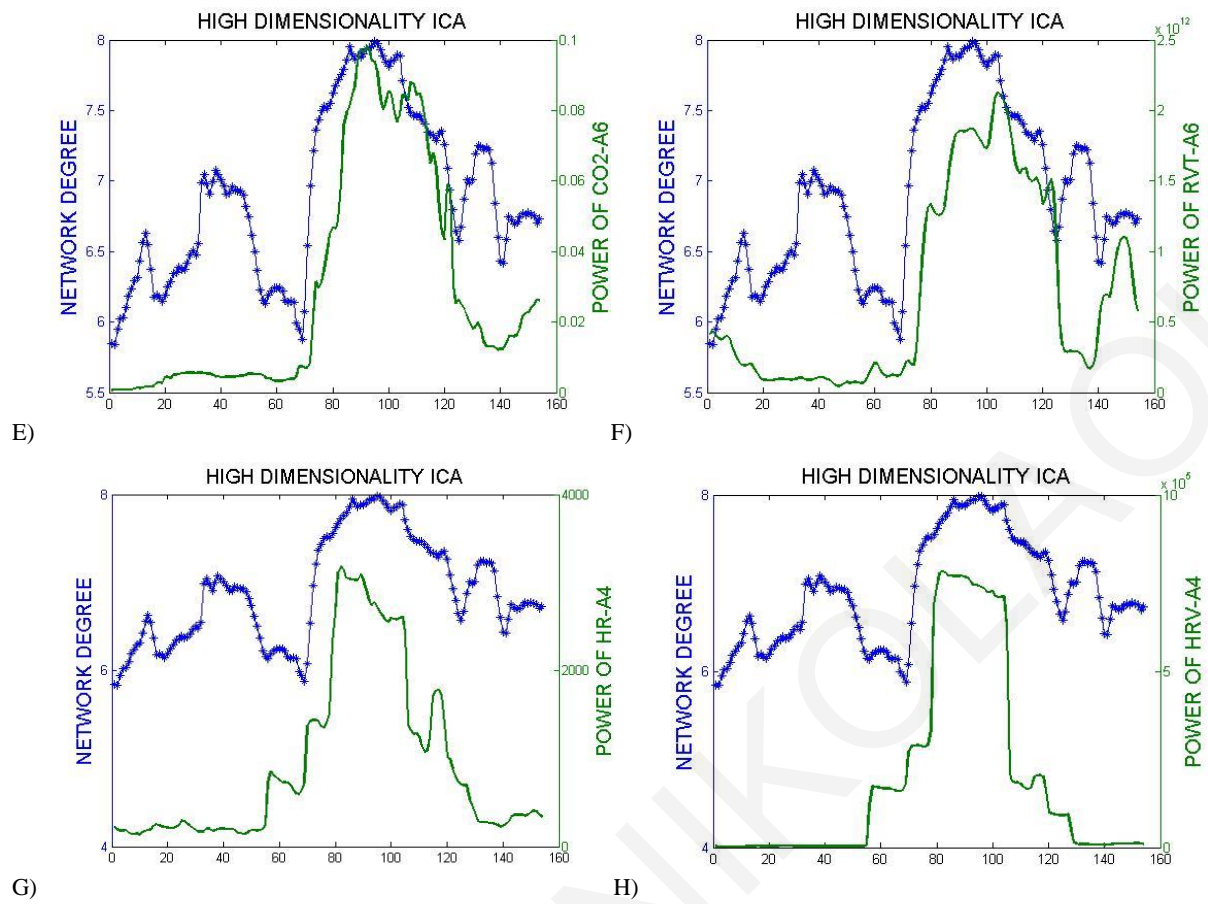 HIGH DIMENSIONALITY ICA
8
7.5
7
6.5
6
5.5
NETWORK DEGREE
0.1
0.08
0.06
0.04
0.02
0
POWER OF CO2-A6
0 20 40 60 80 100 120 140 160
E)
HIGH DIMENSIONALITY ICA
x 10^12
8
7.5
7
6.5
6
5.5
NETWORK DEGREE
2.5
2
1.5
1
0.5
0
POWER OF RVT-A6
0 20 40 60 80 100 120 140 160
F)
HIGH DIMENSIONALITY ICA
8
6
4
NETWORK DEGREE
4000
2000
0
POWER OF HR-A4
0 20 40 60 80 100 120 140 160
G)
HIGH DIMENSIONALITY ICA
x 10^5
8
6
4
NETWORK DEGREE
10
5
0
POWER OF HRV-A4
0 20 40 60 80 100 120 140 160
H)
NIKOLAOU